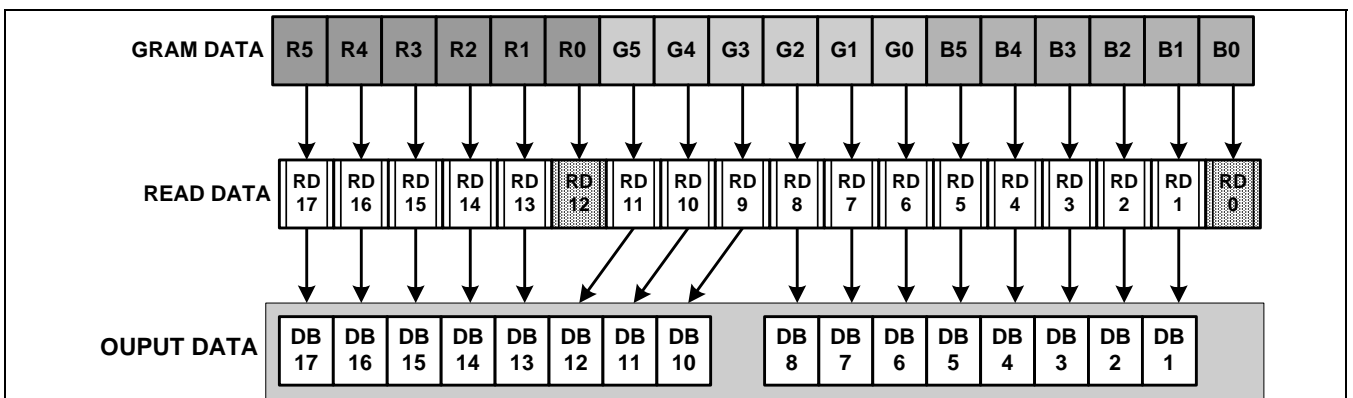 GRAM DATA R5 R4 R3 R2 R1 R0 G5 G4 G3 G2 G1 G0 B5 B4 B3 B2 B1 B0
READ DATA RD 17 RD 16 RD 15 RD 14 RD 13 RD 12 RD 11 RD 10 RD 9 RD 8 RD 7 RD 6 RD 5 RD 4 RD 3 RD 2 RD 1 RD 0
OUPUT DATA DB 17 DB 16 DB 15 DB 14 DB 13 DB 12 DB 11 DB 10 DB 8 DB 7 DB 6 DB 5 DB 4 DB 3 DB 2 DB 1